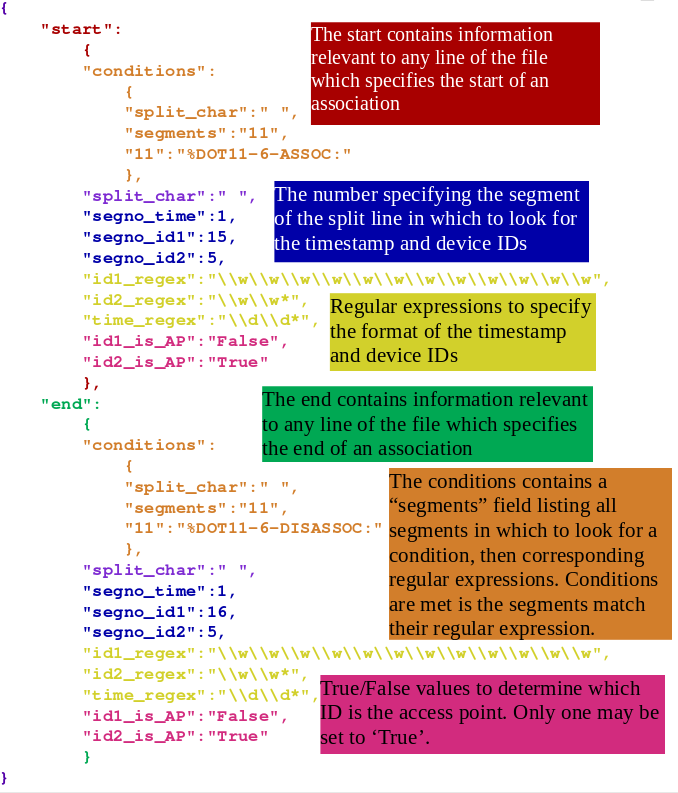 {
"start":
{
"conditions":
{
"split_char":" ",
"segments":"11",
"11":"%DOT11-6-ASSOC:"
},
"split_char":" ",
"segno_time":1,
"segno_id1":15,
"segno_id2":5,
"id1_regex":"\\w\\w\\w\\w\\w\\w\\w\\w\\w\\w\\w\\w",
"id2_regex":"\\w\\w*",
"time_regex":"\\d\\d*",
"id1_is_AP":"False",
"id2_is_AP":"True"
},
The start contains information
relevant to any line of the file
which specifies the start of an
association
The number specifying the segment
of the split line in which to look for
the timestamp and device IDs
Regular expressions to specify
the format of the timestamp
and device IDs
"end":
{
"conditions":
{
"split_char":" ",
"segments":"11",
"11":"%DOT11-6-DISASSOC:"
},
"split_char":" ",
"segno_time":1,
"segno_id1":16,
"segno_id2":5,
"id1_regex":"\\w\\w\\w\\w\\w\\w\\w\\w\\w\\w\\w\\w",
"id2_regex":"\\w\\w*",
"time_regex":"\\d\\d*",
"id1_is_AP":"False",
"id2_is_AP":"True"
}
}
The end contains information relevant
to any line of the file which specifies
the end of an association
The conditions contains a
“segments” field listing all
segments in which to look for a
condition, then corresponding
regular expressions. Conditions
are met is the segments match
their regular expression.
True/False values to determine which
ID is the access point. Only one may be
set to ‘True’.